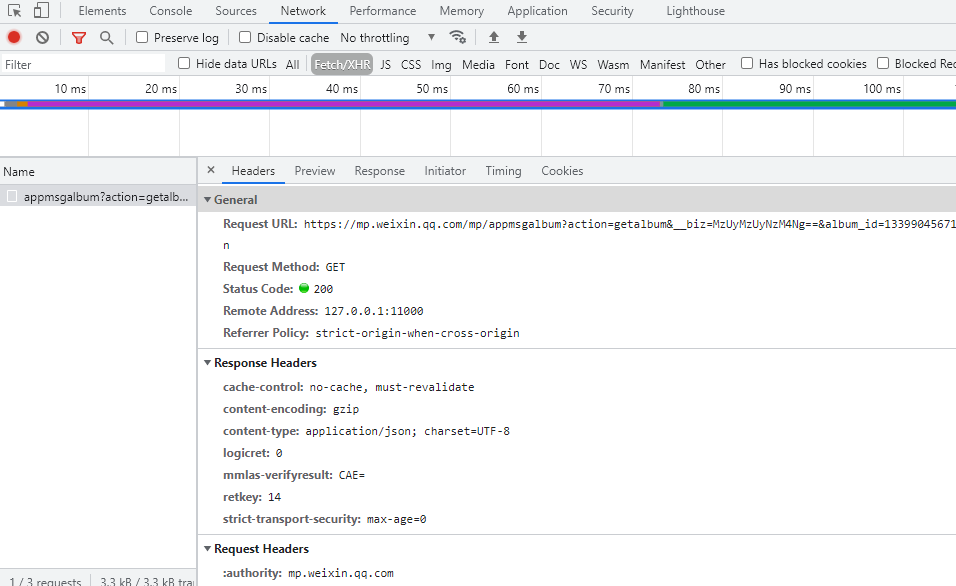 Elements Console Sources Network Performance Memory Application Security Lighthouse
Preserve log Disable cache No throttling
Filter Hide data URLs All Fetch/XHR JS CSS Img Media Font Doc WS Wasm Manifest Other Has blocked cookies Blocked Rec
10 ms 20 ms 30 ms 40 ms 50 ms 60 ms 70 ms 80 ms 90 ms 100 ms
Name
appmsgalbum?action=getalb...
× Headers Preview Response Initiator Timing Cookies
General
Request URL: https://mp.weixin.qq.com/mp/appmsgalbum?action=getalbum&__biz=MzUyMzUyNzM4Ng==&album_id=13399045671
n
Request Method: GET
Status Code: 200
Remote Address: 127.0.0.1:11000
Referrer Policy: strict-origin-when-cross-origin
Response Headers
cache-control: no-cache, must-revalidate
content-encoding: gzip
content-type: application/json; charset=UTF-8
logicret: 0
mmlas-verifyresult: CAE=
retkey: 14
strict-transport-security: max-age=0
Request Headers
:authority: mp.weixin.qq.com
1 / 3 requests 3.3 kB / 3.3 kB tra